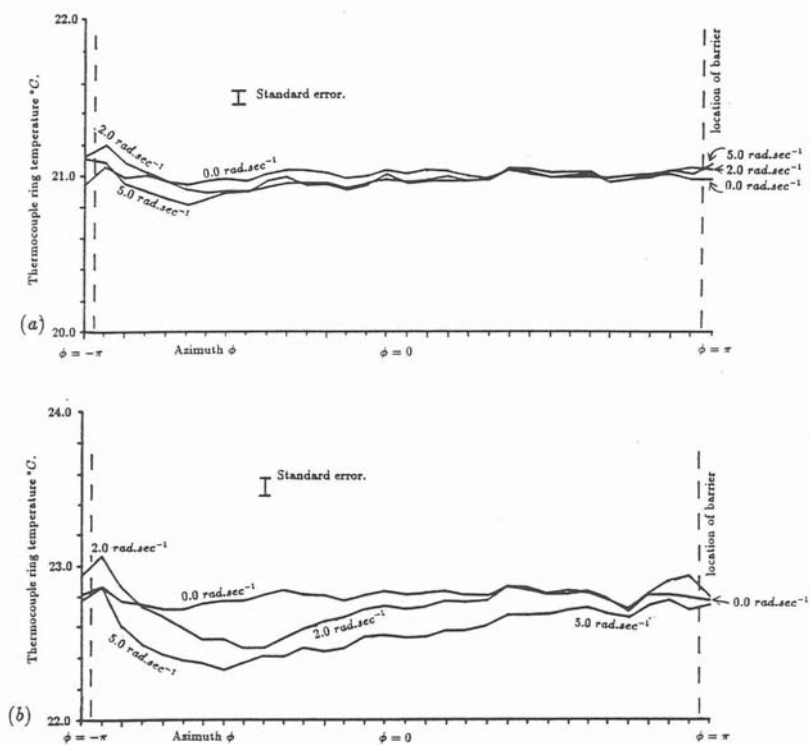 22.0
Thermocouple ring temperature °C.
Standard error.
location of barrier
2.0 rad.sec⁻¹
0.0 rad.sec⁻¹
5.0 rad.sec⁻¹
5.0 rad.sec⁻¹
2.0 rad.sec⁻¹
0.0 rad.sec⁻¹
21.0
(a)
20.0
ϕ = −π
Azimuth ϕ
ϕ = 0
ϕ = π
24.0
Thermocouple ring temperature °C.
Standard error.
location of barrier
2.0 rad.sec⁻¹
23.0
0.0 rad.sec⁻¹
0.0 rad.sec⁻¹
2.0 rad.sec⁻¹
5.0 rad.sec⁻¹
5.0 rad.sec⁻¹
(b)
22.0
ϕ = −π
Azimuth ϕ
ϕ = 0
ϕ = π